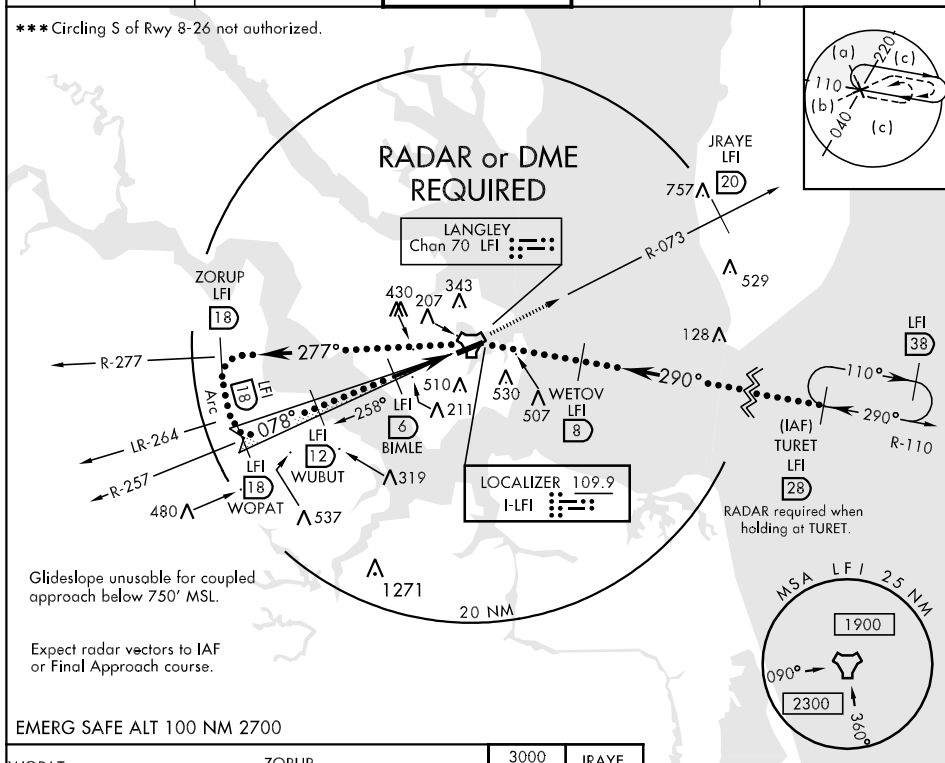 *** Circling S of Rwy 8-26 not authorized.
(a)
220
(c)
110
(b)
040
(c)
RADAR or DME
REQUIRED
JRAYE
LFI
20
757
LANGLEY
Chan 70 LFI
R-073
529
ZORUP
LFI
18
343
430
207
128
LFI
38
R-277
277°
290°
110°
290°
R-110
Arc
LFI
18
078°
258°
510
211
530
507
WETOV
LFI
8
(IAF)
TURET
LFI
28
RADAR required when
holding at TURET.
LR-264
R-257
LFI
6
BIMLE
LFI
12
WUBUT
LFI
18
WOPAT
319
480
537
LOCALIZER 109.9
I-LFI
1271
20 NM
Glideslope unusable for coupled
approach below 750' MSL.
Expect radar vectors to IAF
or Final Approach course.
MSA LFI 25 NM
1900
090°
2300
360°
EMERG SAFE ALT 100 NM 2700
WOPAT
ZORUP
3000
JRAYE